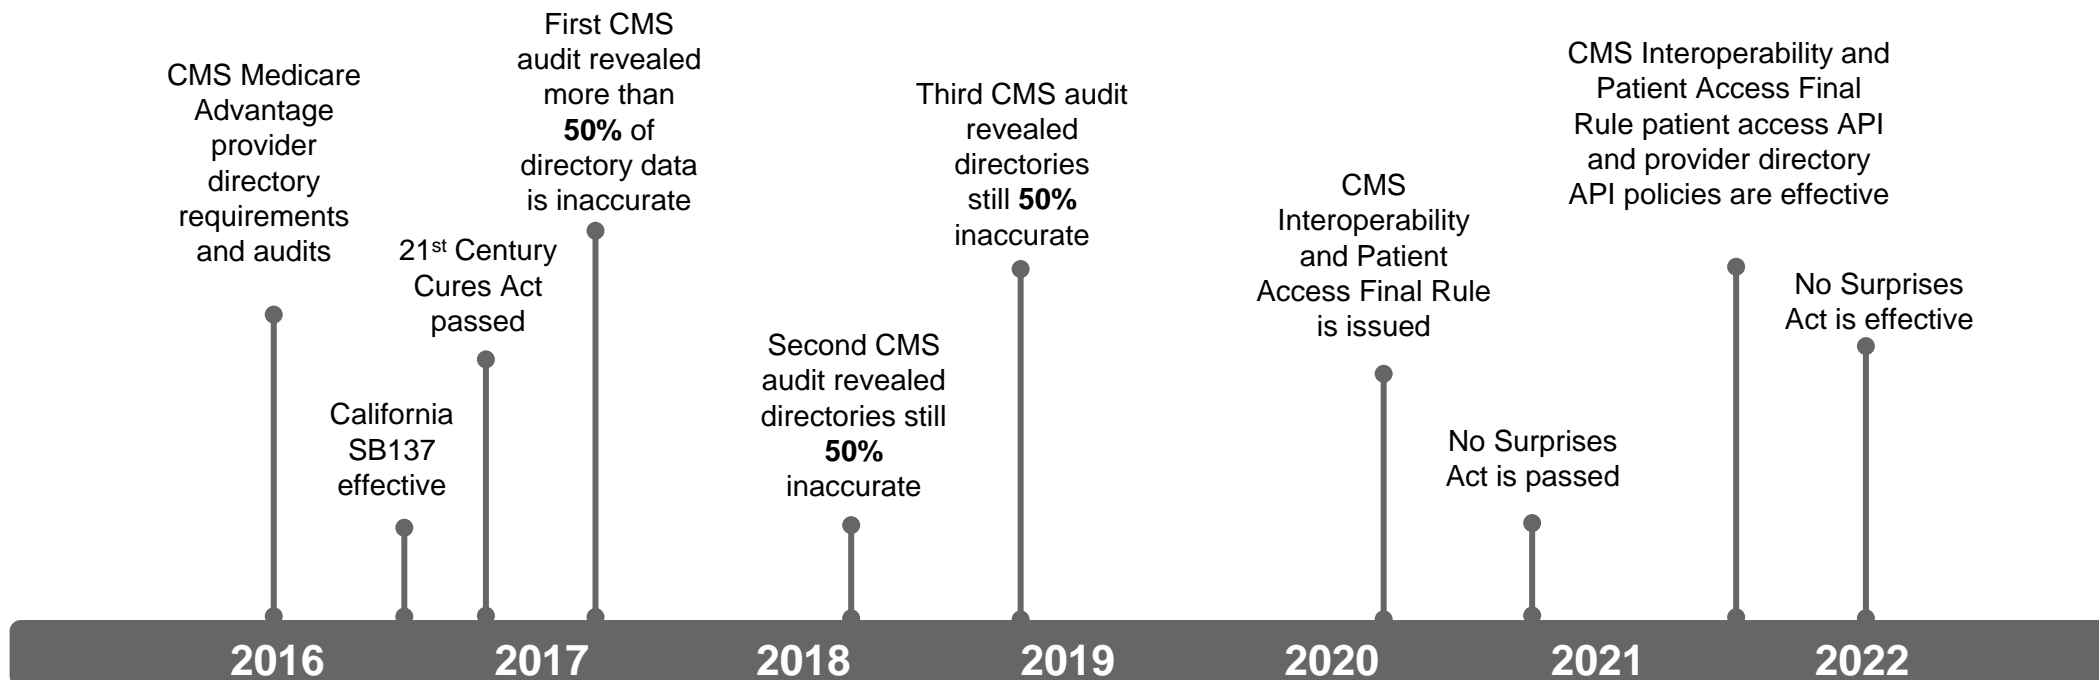 CMS Medicare
Advantage
provider
directory
requirements
and audits
California
SB137
effective
21st Century
Cures Act
passed
First CMS
audit revealed
more than
50% of
directory data
is inaccurate
Second CMS
audit revealed
directories still
50%
inaccurate
Third CMS audit
revealed
directories
still 50%
inaccurate
CMS
Interoperability
and Patient
Access Final Rule
is issued
No Surprises
Act is passed
CMS Interoperability and
Patient Access Final
Rule patient access API
and provider directory
API policies are effective
No Surprises
Act is effective
2016 2017 2018 2019 2020 2021 2022